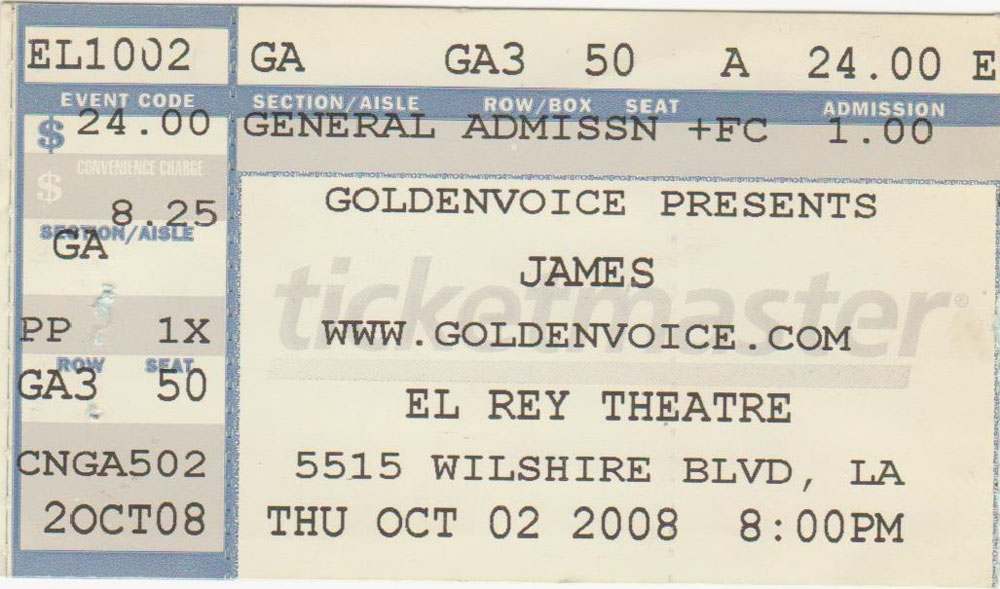 EL1002
EVENT CODE
$ 24.00
CONVENIENCE CHARGE
$ 8.25
SECTION/AISLE
GA
PP 1X
ROW SEAT
GA3 50
CNGA502
2OCT08
GA GA3 50 A 24.00 E
SECTION/AISLE ROW/BOX SEAT ADMISSION
GENERAL ADMISSN +FC 1.00
GOLDENVOICE PRESENTS
JAMES
ticketmaster®
WWW.GOLDENVOICE.COM
EL REY THEATRE
5515 WILSHIRE BLVD, LA
THU OCT 02 2008 8:00PM